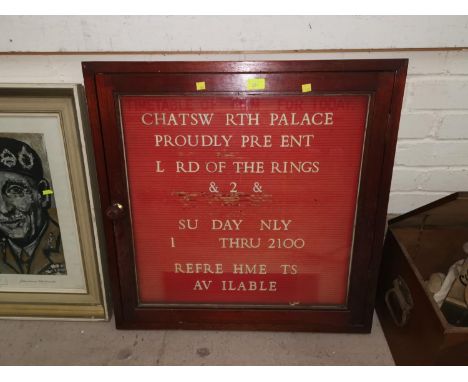 CHATSW RTH PALACE
PROUDLY PRE ENT
L RD OF THE RINGS
& 2 &
SU DAY NLY
1 THRU 2100
REFRE HME TS
AV ILABLE